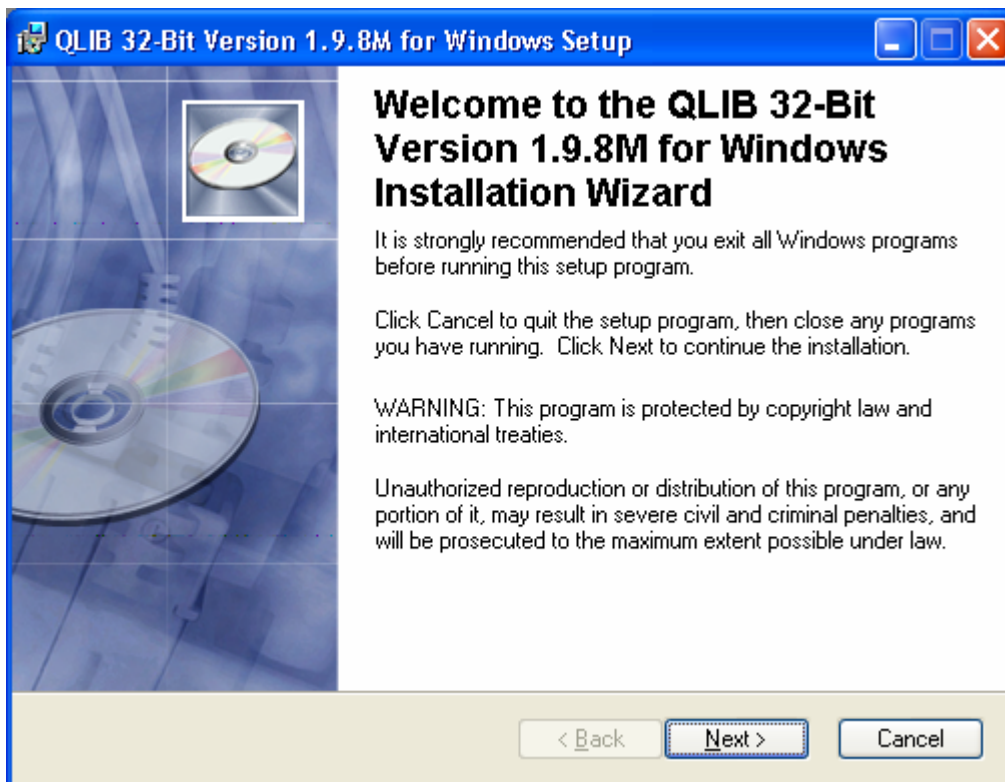 QLIB 32-Bit Version 1.9.8M for Windows Setup
Welcome to the QLIB 32-Bit
Version 1.9.8M for Windows
Installation Wizard
It is strongly recommended that you exit all Windows programs
before running this setup program.
Click Cancel to quit the setup program, then close any programs
you have running.  Click Next to continue the installation.
WARNING: This program is protected by copyright law and
international treaties.
Unauthorized reproduction or distribution of this program, or any
portion of it, may result in severe civil and criminal penalties, and
will be prosecuted to the maximum extent possible under law.
< Back
Next >
Cancel